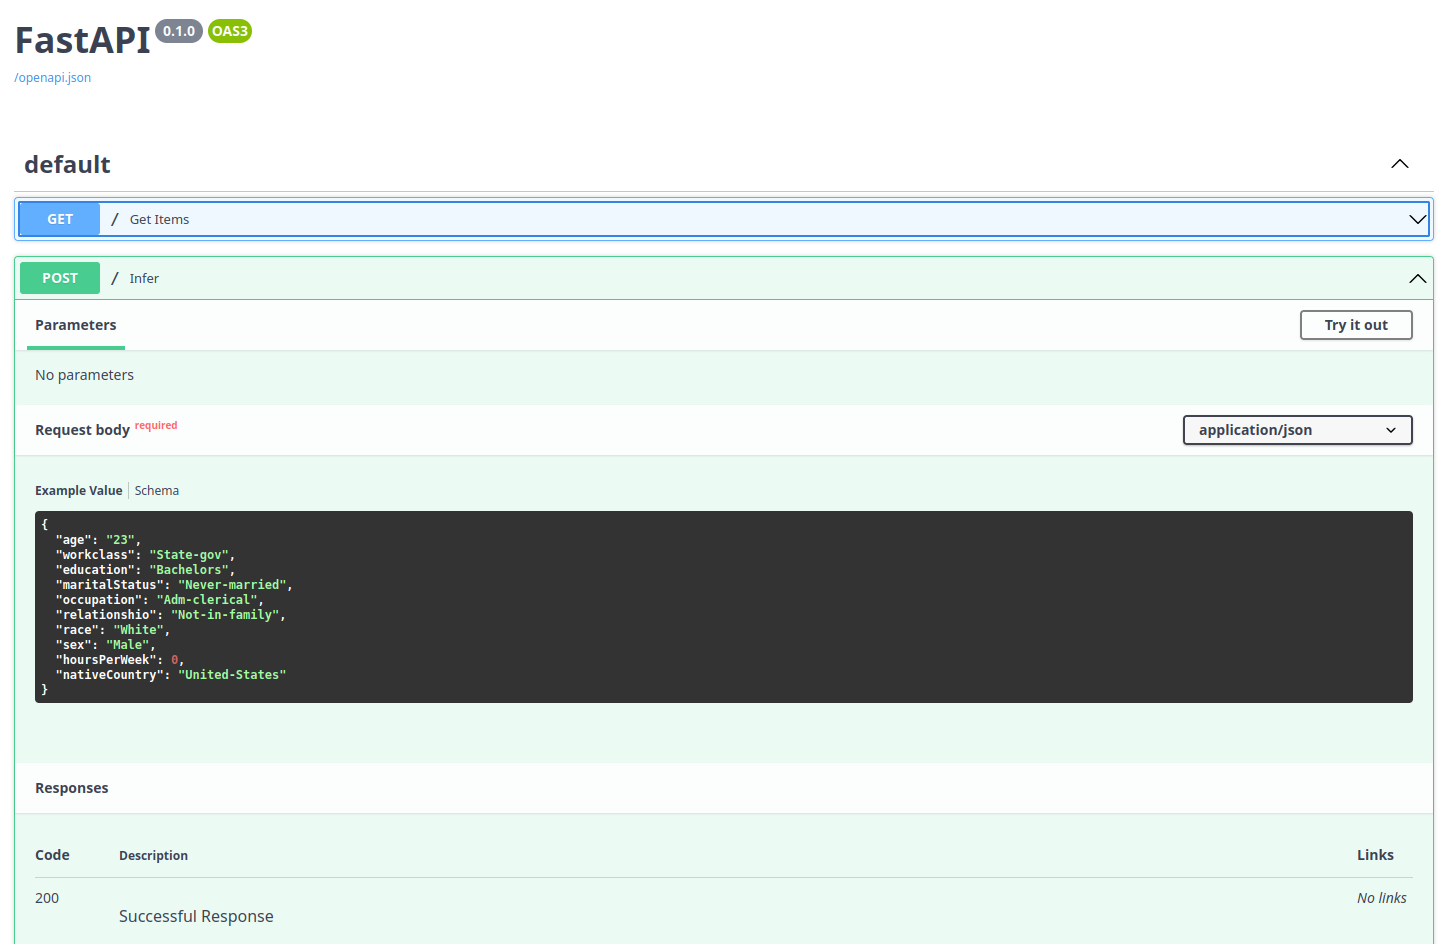 FastAPI 0.1.0 OAS3
/openapi.json
default
GET / Get Items
POST / Infer
Parameters Try it out
No parameters
Request body required application/json
Example Value Schema
{
"age": "23",
"workclass": "State-gov",
"education": "Bachelors",
"maritalStatus": "Never-married",
"occupation": "Adm-clerical",
"relationshio": "Not-in-family",
"race": "White",
"sex": "Male",
"hoursPerWeek": 0,
"nativeCountry": "United-States"
}
Responses
Code Description Links
200 No links
Successful Response